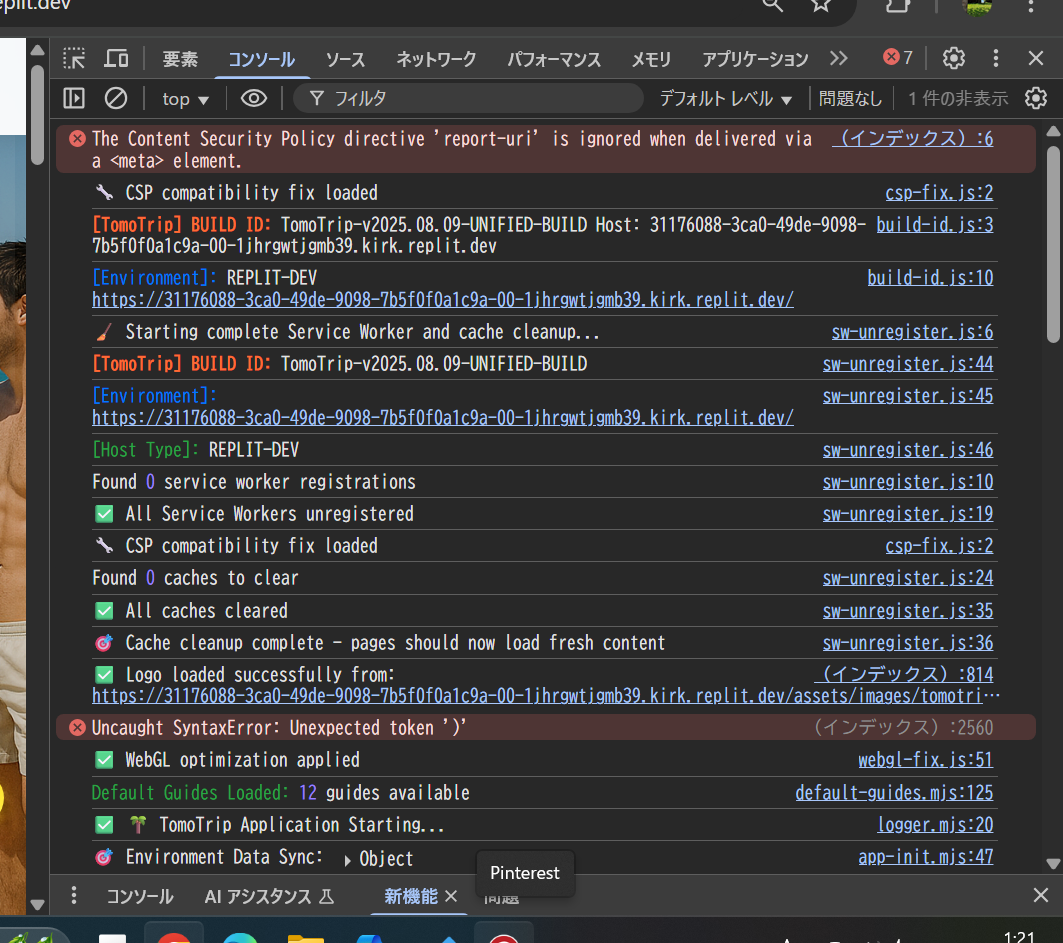 eplit.dev
要素 コンソール ソース ネットワーク パフォーマンス メモリ アプリケーション 7
top フィルタ デフォルト レベル 問題なし 1 件の非表示
The Content Security Policy directive 'report-uri' is ignored when delivered via （インデックス）:6
a <meta> element.
CSP compatibility fix loaded csp-fix.js:2
[TomoTrip] BUILD ID: TomoTrip-v2025.08.09-UNIFIED-BUILD Host: 31176088-3ca0-49de-9098- build-id.js:3
7b5f0f0a1c9a-00-1jhrgwtjgmb39.kirk.replit.dev
[Environment]: REPLIT-DEV build-id.js:10
https://31176088-3ca0-49de-9098-7b5f0f0a1c9a-00-1jhrgwtjgmb39.kirk.replit.dev/
Starting complete Service Worker and cache cleanup... sw-unregister.js:6
[TomoTrip] BUILD ID: TomoTrip-v2025.08.09-UNIFIED-BUILD sw-unregister.js:44
[Environment]: sw-unregister.js:45
https://31176088-3ca0-49de-9098-7b5f0f0a1c9a-00-1jhrgwtjgmb39.kirk.replit.dev/
[Host Type]: REPLIT-DEV sw-unregister.js:46
Found 0 service worker registrations sw-unregister.js:10
✅ All Service Workers unregistered sw-unregister.js:19
CSP compatibility fix loaded csp-fix.js:2
Found 0 caches to clear sw-unregister.js:24
✅ All caches cleared sw-unregister.js:35
🎯 Cache cleanup complete - pages should now load fresh content sw-unregister.js:36
✅ Logo loaded successfully from: （インデックス）:814
https://31176088-3ca0-49de-9098-7b5f0f0a1c9a-00-1jhrgwtjgmb39.kirk.replit.dev/assets/images/tomotri…
Uncaught SyntaxError: Unexpected token ')' （インデックス）:2560
✅ WebGL optimization applied webgl-fix.js:51
Default Guides Loaded: 12 guides available default-guides.mjs:125
✅ 🌴 TomoTrip Application Starting... logger.mjs:20
🎯 Environment Data Sync: ▶ Object app-init.mjs:47
Pinterest
コンソール AI アシスタンス 新機能 問題
1:21